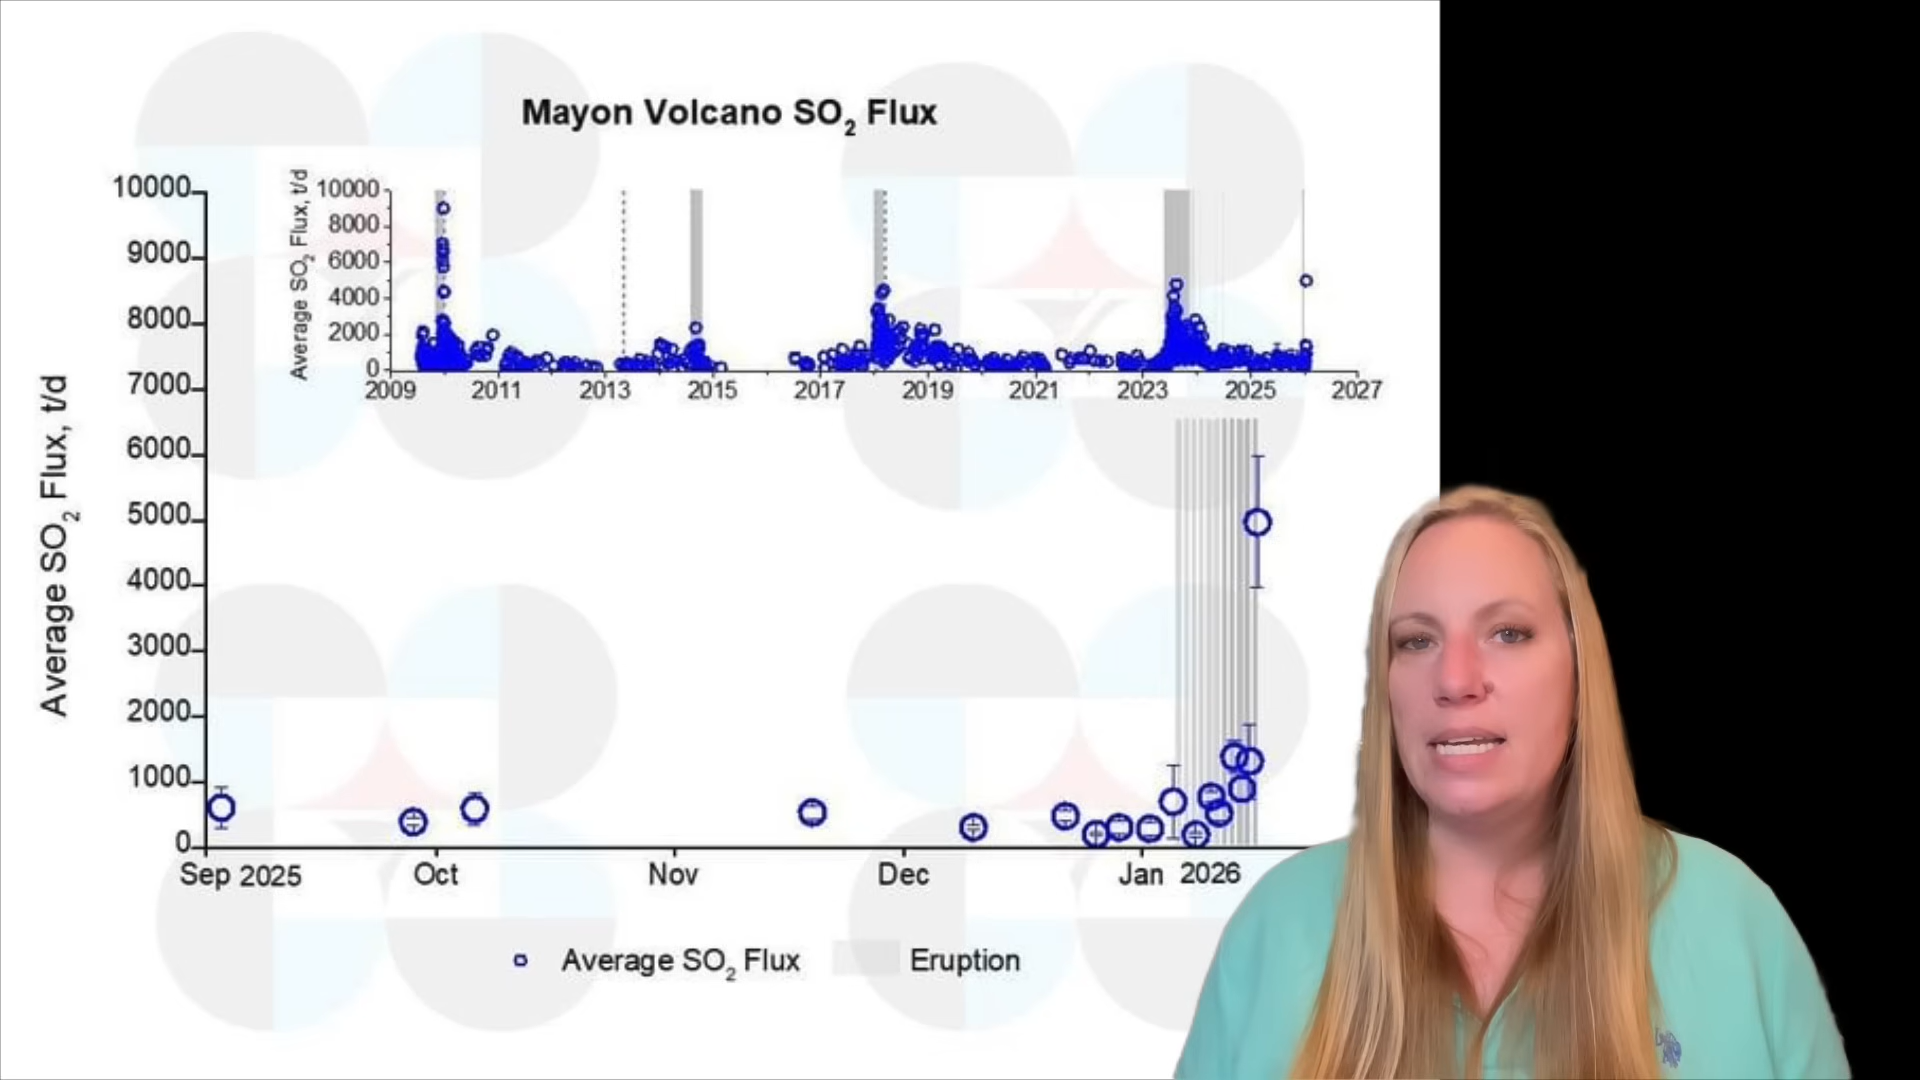 Mayon Volcano SO₂ Flux
Average SO₂ Flux, t/d
10000
8000
6000
4000
2000
0
2009 2011 2013 2015 2017 2019 2021 2023 2025 2027
Average SO₂ Flux, t/d
10000
9000
8000
7000
6000
5000
4000
3000
2000
1000
0
Sep 2025 Oct Nov Dec Jan 2026
Average SO₂ Flux Eruption